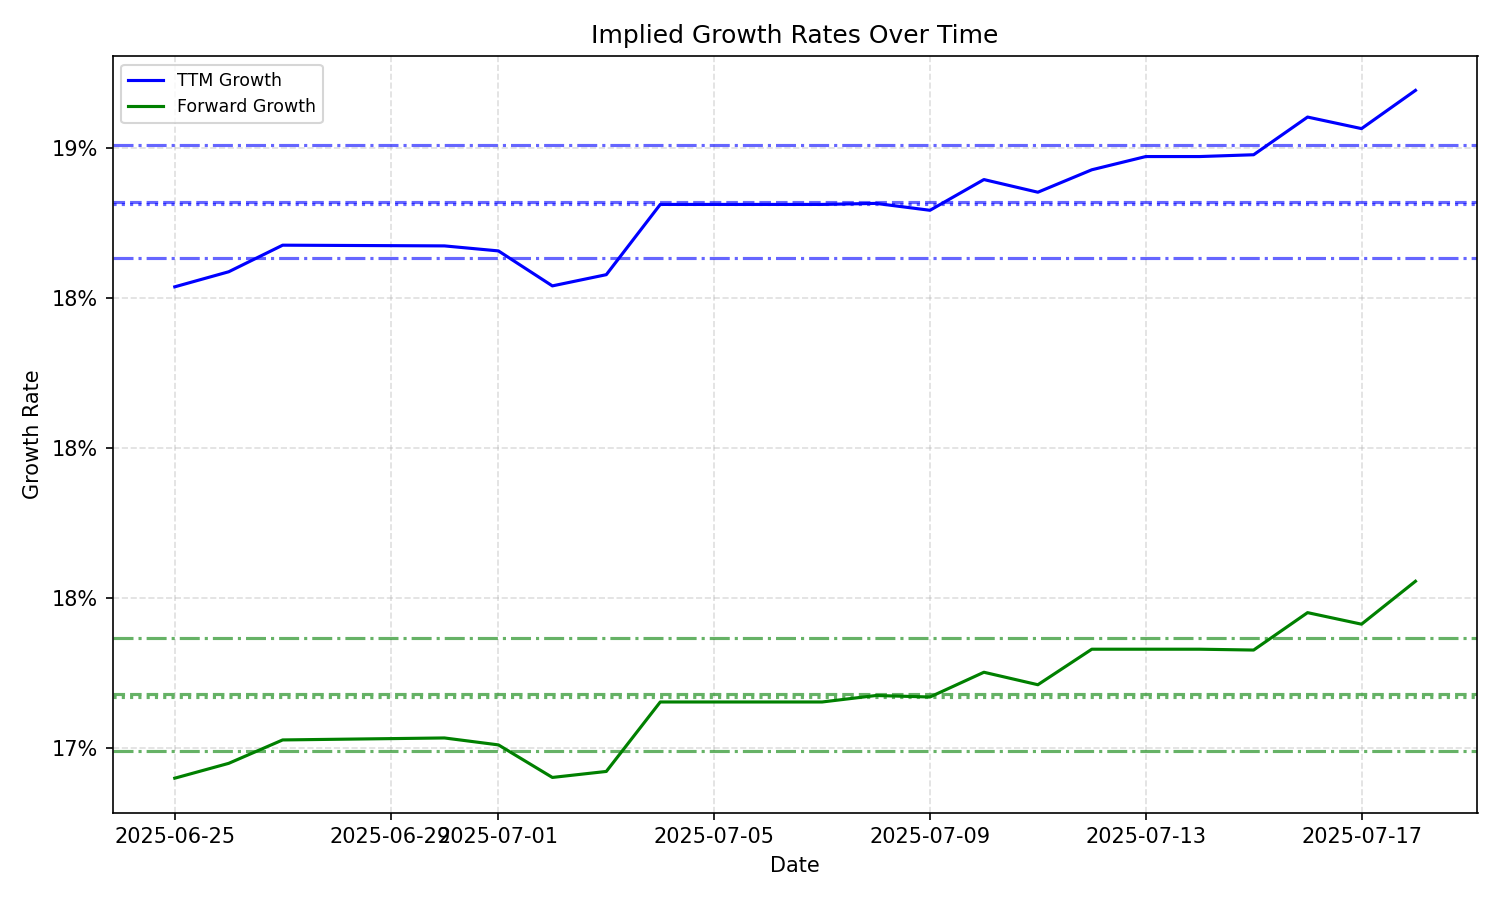 Implied Growth Rates Over Time
TTM Growth
Forward Growth
19%
18%
18%
18%
17%
Growth Rate
2025-06-25
2025-06-29
2025-07-01
2025-07-05
2025-07-09
2025-07-13
2025-07-17
Date